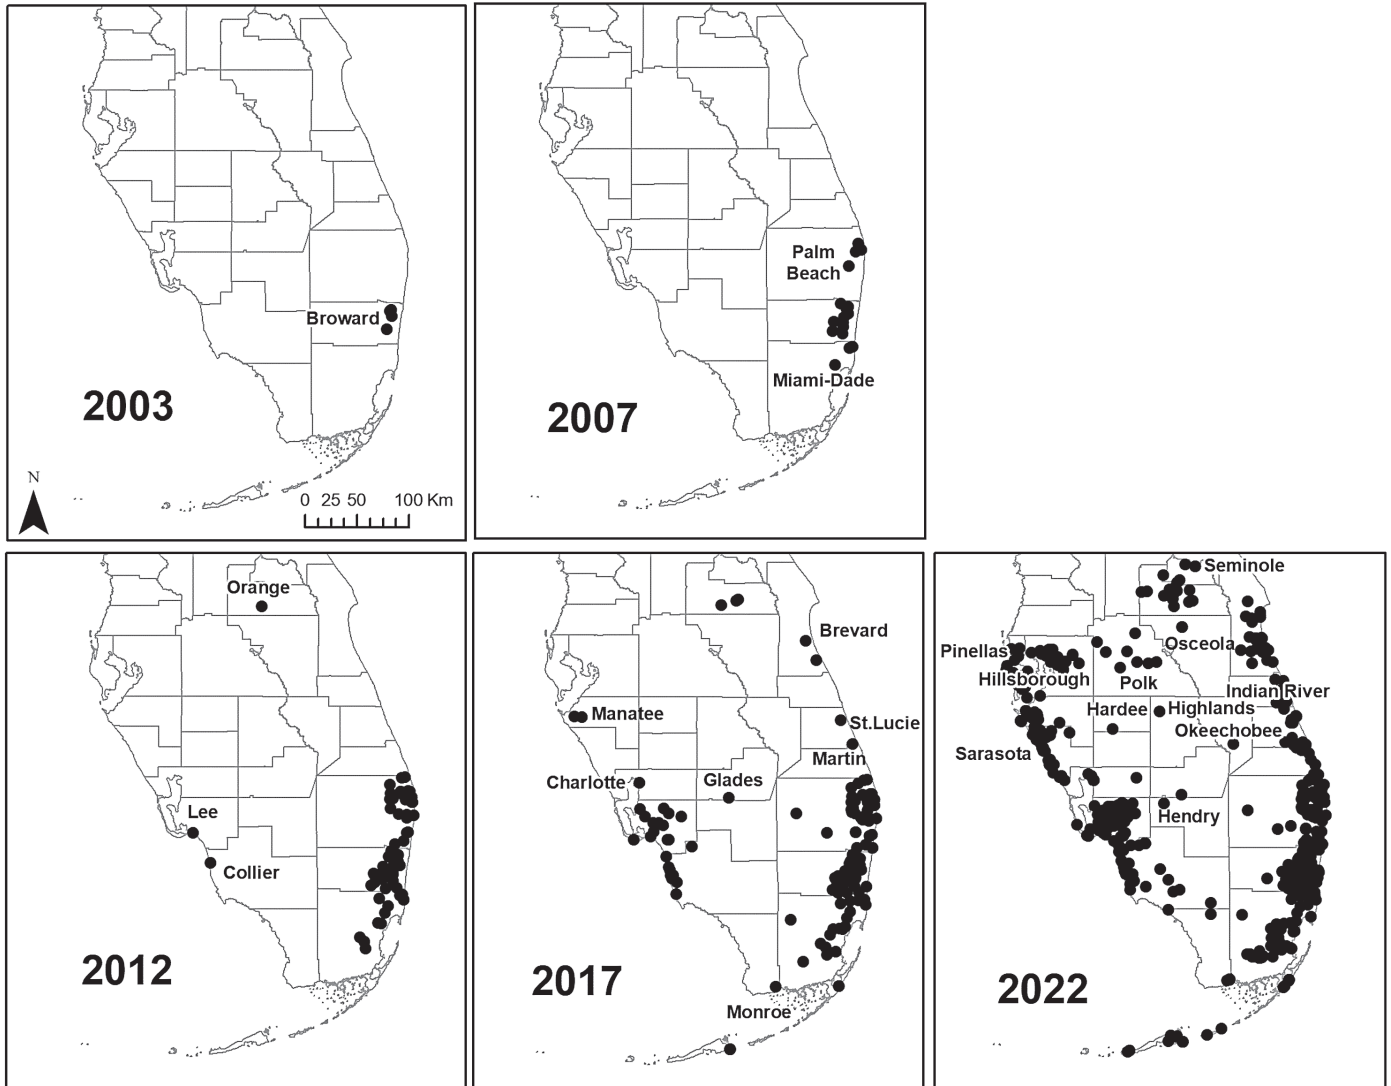 Broward
2003
N
0 25 50 100 Km
Palm
Beach
Miami-Dade
2007
Orange
Lee
Collier
2012
Brevard
Manatee
St.Lucie
Martin
Charlotte
Glades
2017
Monroe
Seminole
Pinellas
Osceola
Hillsborough
Polk
Indian River
Hardee
Highlands
Okeechobee
Sarasota
Hendry
2022